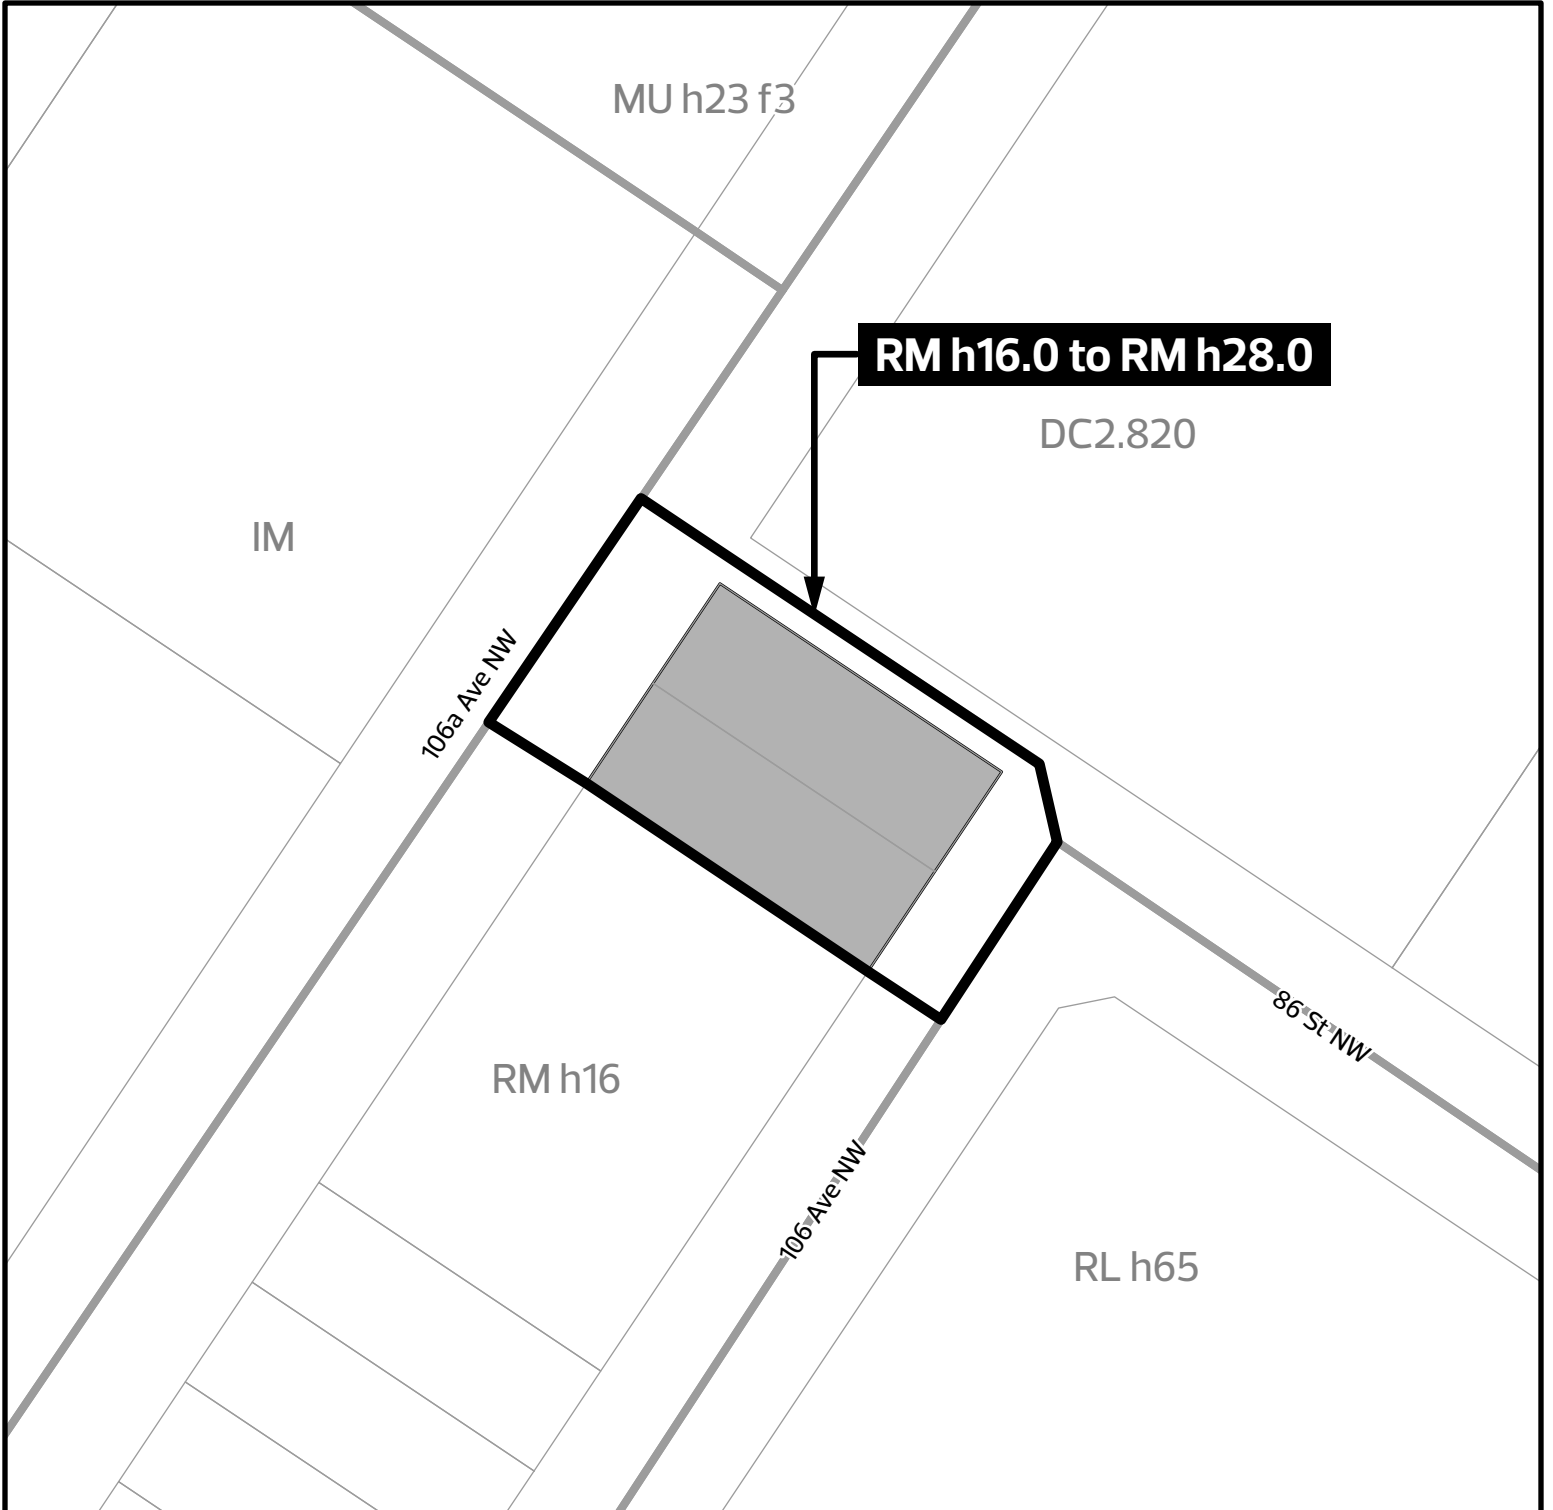 MU h23 f3
RM h16.0 to RM h28.0
DC2.820
IM
106a Ave NW
86 St NW
RM h16
106 Ave NW
RL h65